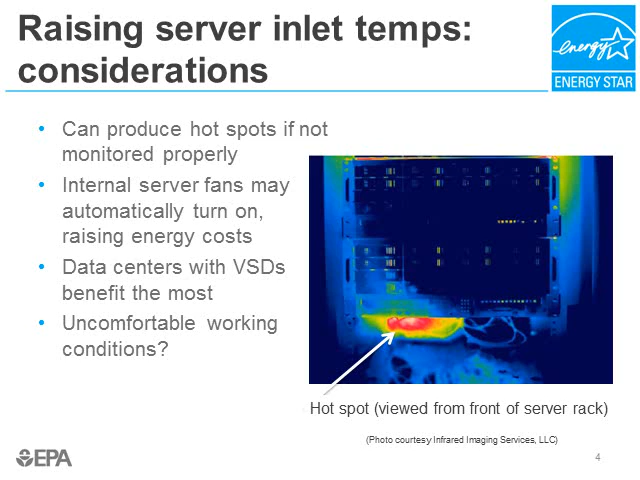 Raising server inlet temps:
considerations
energy
ENERGY STAR
• Can produce hot spots if not
monitored properly
• Internal server fans may
automatically turn on,
raising energy costs
• Data centers with VSDs
benefit the most
• Uncomfortable working
conditions?
Hot spot (viewed from front of server rack)
(Photo courtesy Infrared Imaging Services, LLC)
EPA
4